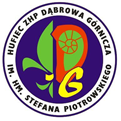 HUFIEC ZHP DĄBROWA GÓRNICZA
IM. HM. STEFANA PIOTROWSKIEGO
G